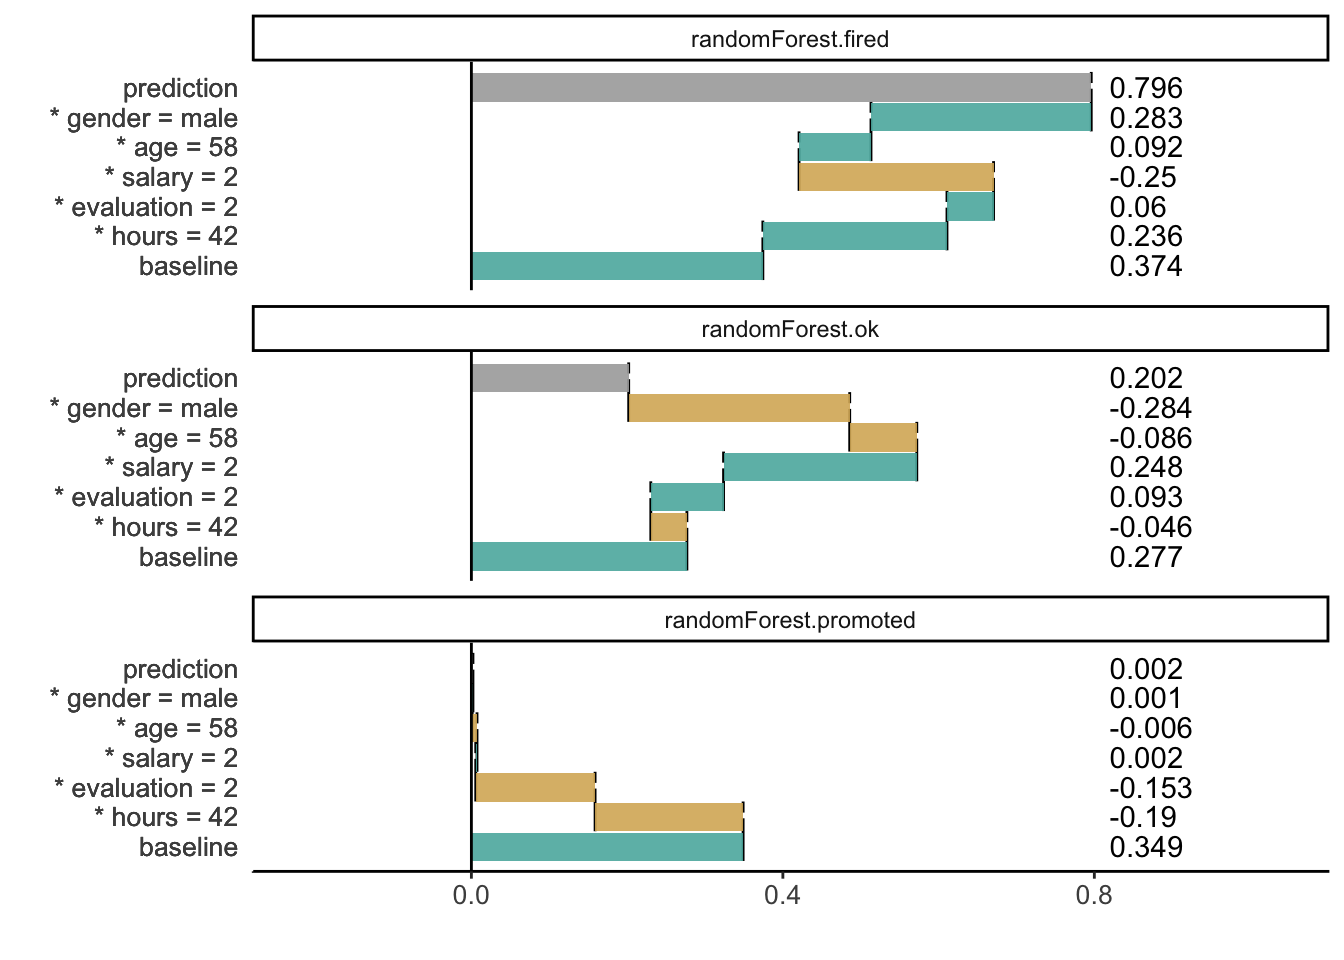 randomForest.fired
prediction 0.796
* gender = male 0.283
* age = 58 0.092
* salary = 2 -0.25
* evaluation = 2 0.06
* hours = 42 0.236
baseline 0.374
randomForest.ok
prediction 0.202
* gender = male -0.284
* age = 58 -0.086
* salary = 2 0.248
* evaluation = 2 0.093
* hours = 42 -0.046
baseline 0.277
randomForest.promoted
prediction 0.002
* gender = male 0.001
* age = 58 -0.006
* salary = 2 0.002
* evaluation = 2 -0.153
* hours = 42 -0.19
baseline 0.349
0.0 0.4 0.8